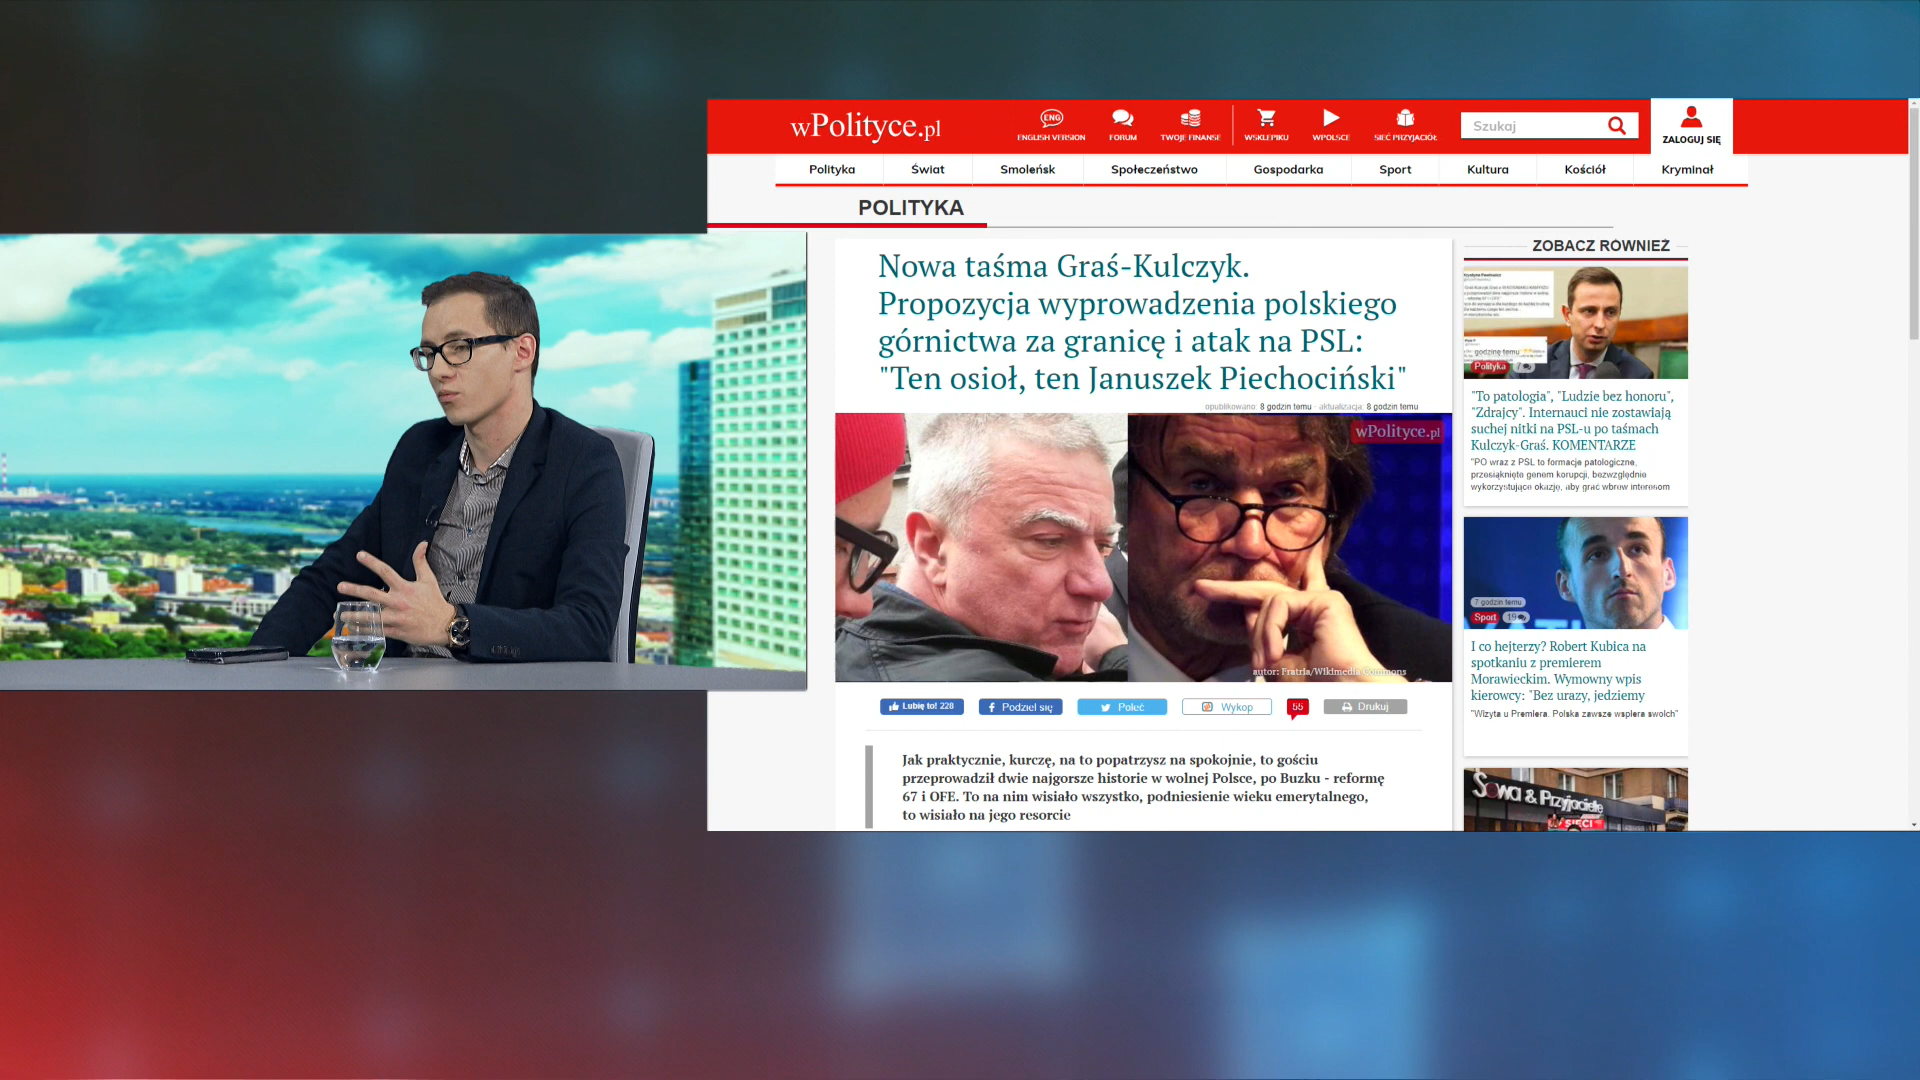 wPolityce.pl
ENG
ENGLISH VERSION
FORUM
TWOJE FINANSE
WSKLEPIKU
WPOLSCE
SIEĆ PRZYJACIÓŁ
Szukaj
ZALOGUJ SIĘ
Polityka
Świat
Smoleńsk
Społeczeństwo
Gospodarka
Sport
Kultura
Kościół
Kryminał
POLITYKA
Nowa taśma Graś-Kulczyk.
Propozycja wyprowadzenia polskiego
górnictwa za granicę i atak na PSL:
"Ten osioł, ten Januszek Piechociński"
opublikowano: 8 godzin temu · aktualizacja: 8 godzin temu
wPolityce.pl
autor: Fratria/Wikimedia Commons
Lubię to! 228
Podziel się
Poleć
Wykop
55
Drukuj
Jak praktycznie, kurczę, na to popatrzysz na spokojnie, to gościu
przeprowadził dwie najgorsze historie w wolnej Polsce, po Buzku - reformę
67 i OFE. To na nim wisiało wszystko, podniesienie wieku emerytalnego,
to wisiało na jego resorcie
ZOBACZ RÓWNIEŻ
godzinę temu
Polityka
7
"To patologia", "Ludzie bez honoru",
"Zdrajcy". Internauci nie zostawiają
suchej nitki na PSL-u po taśmach
Kulczyk-Graś. KOMENTARZE
"PO wraz z PSL to formacje patologiczne,
przesiąknięte genem korupcji, bezwzględnie
wykorzystujące okazję, aby grać wbrew interesom
7 godzin temu
Sport
19
I co hejterzy? Robert Kubica na
spotkaniu z premierem
Morawieckim. Wymowny wpis
kierowcy: "Bez urazy, jedziemy
"Wizyta u Premiera. Polska zawsze wspiera swoich"
Sowa & Przyjaciele
SIECI